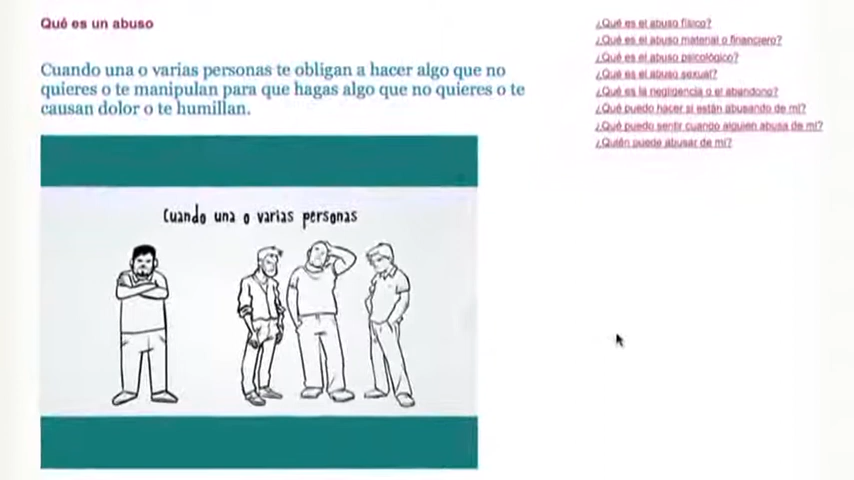 Qué es un abuso
Cuando una o varias personas te obligan a hacer algo que no
quieres o te manipulan para que hagas algo que no quieres o te
causan dolor o te humillan.
Cuando una o varias personas
¿Qué es el abuso físico?
¿Qué es el abuso material o financiero?
¿Qué es el abuso psicológico?
¿Qué es el abuso sexual?
¿Qué es la negligencia o el abandono?
¿Qué puedo hacer si están abusando de mí?
¿Qué puedo sentir cuando alguien abusa de mí?
¿Quién puede abusar de mí?